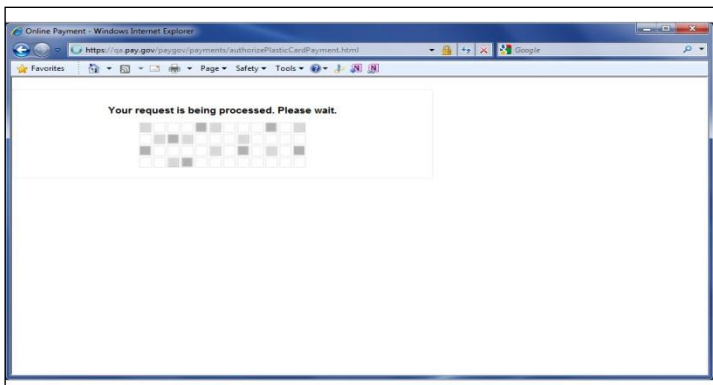 Online Payment - Windows Internet Explorer
https://qa.pay.gov/paygov/payments/authorizePlasticCardPayment.html
Google
Favorites
Page Safety Tools
Your request is being processed. Please wait.